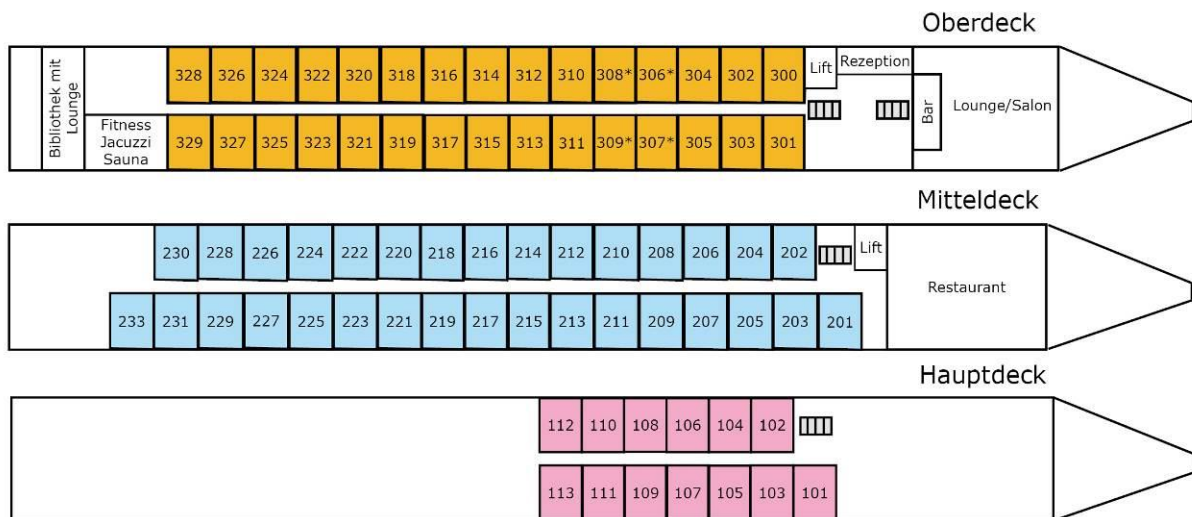 Oberdeck
Bibliothek mit
Lounge
Fitness
Jacuzzi
Sauna
328 326 324 322 320 318 316 314 312 310 308* 306* 304 302 300
Lift
Rezeption
Bar
Lounge/Salon
329 327 325 323 321 319 317 315 313 311 309* 307* 305 303 301
Mitteldeck
230 228 226 224 222 220 218 216 214 212 210 208 206 204 202
Lift
Restaurant
233 231 229 227 225 223 221 219 217 215 213 211 209 207 205 203 201
Hauptdeck
112 110 108 106 104 102
113 111 109 107 105 103 101